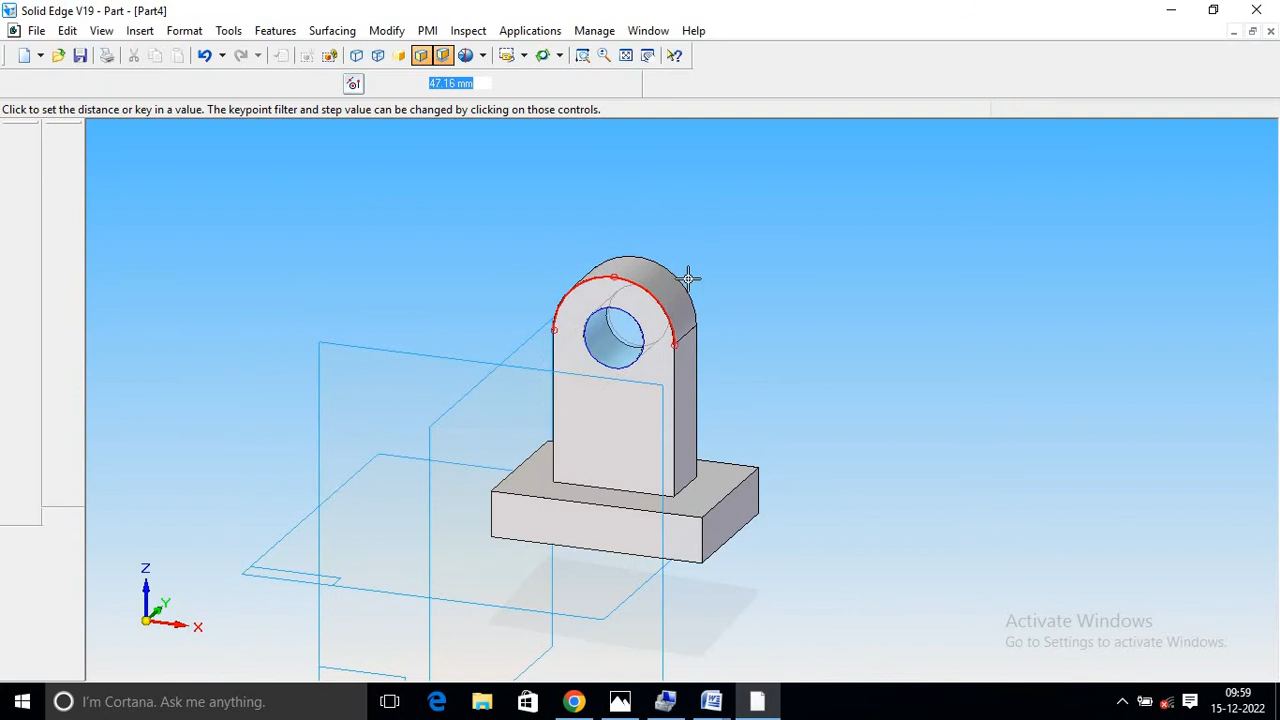 Solid Edge V19 - Part - [Part4]
File Edit View Insert Format Tools Features Surfacing Modify PMI Inspect Applications Manage Window Help
47.16 mm
Click to set the distance or key in a value. The keypoint filter and step value can be changed by clicking on those controls.
Z
Y
X
Activate Windows
Go to Settings to activate Windows.
I'm Cortana. Ask me anything.
09:59
15-12-2022